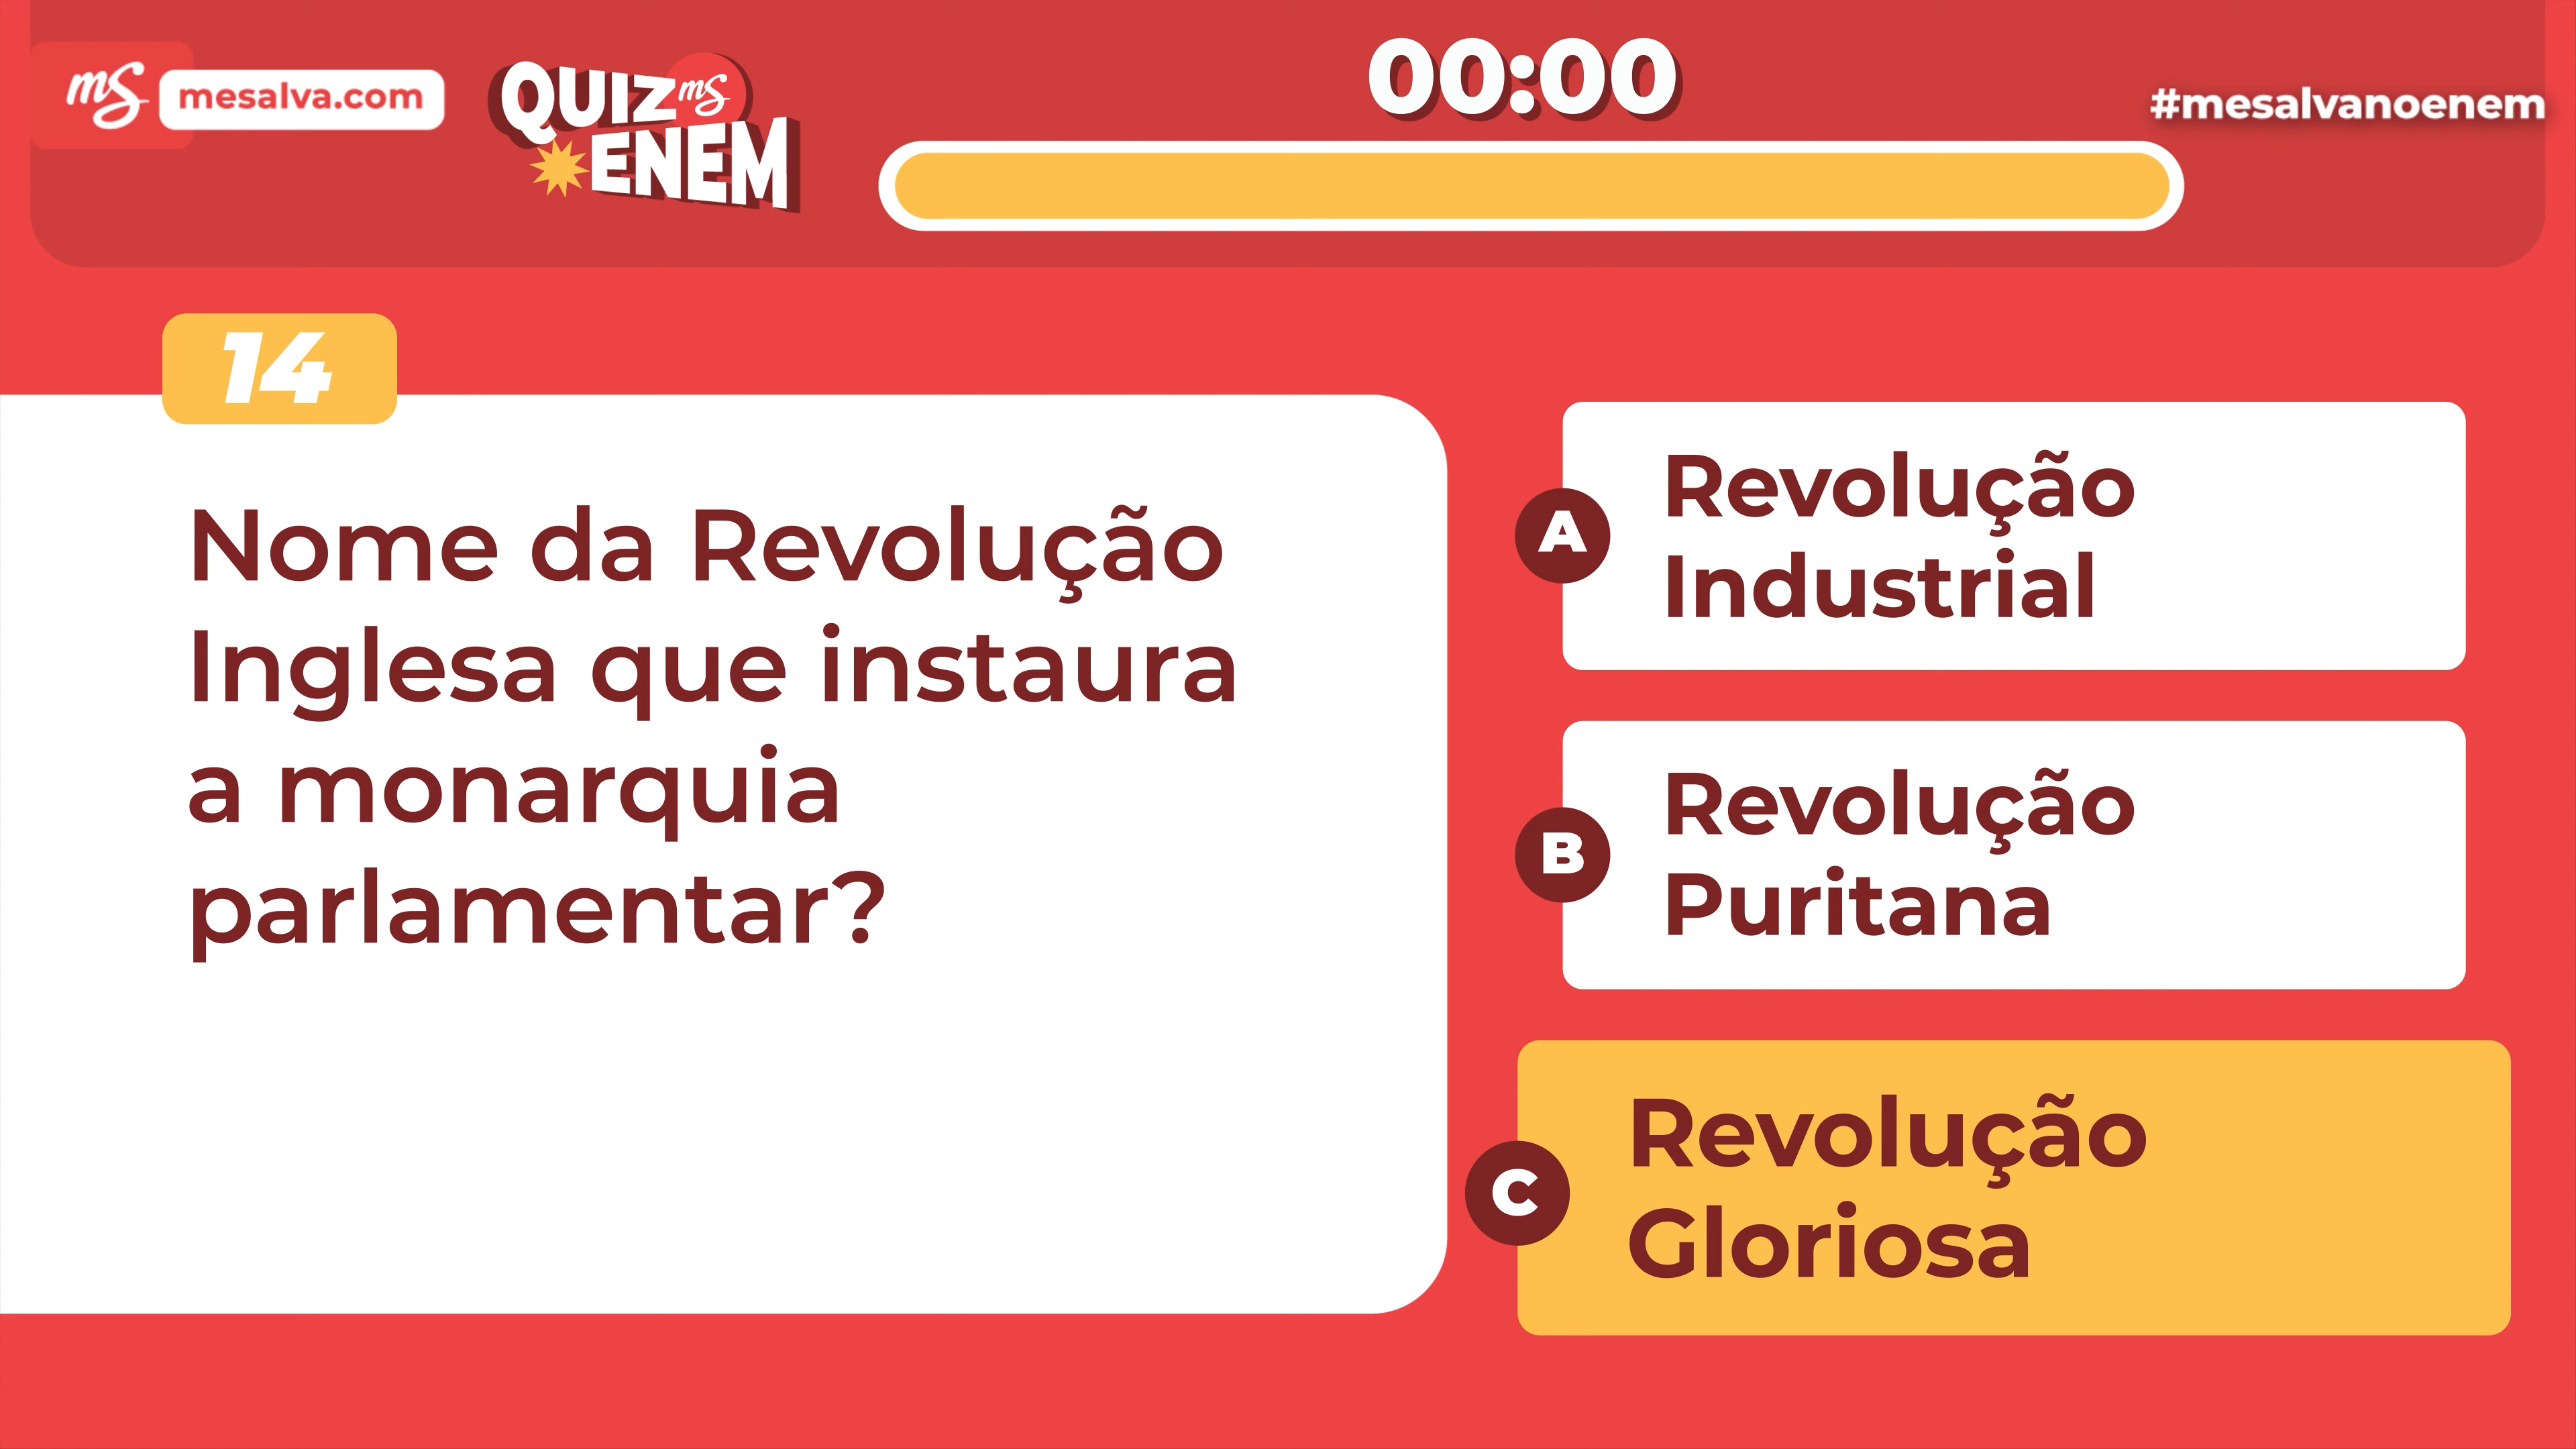 mS mesalva.com
QUIZ mS
ENEM
00:00
#mesalvanoenem
14
Nome da Revolução
Inglesa que instaura
a monarquia
parlamentar?
A
Revolução
Industrial
B
Revolução
Puritana
C
Revolução
Gloriosa